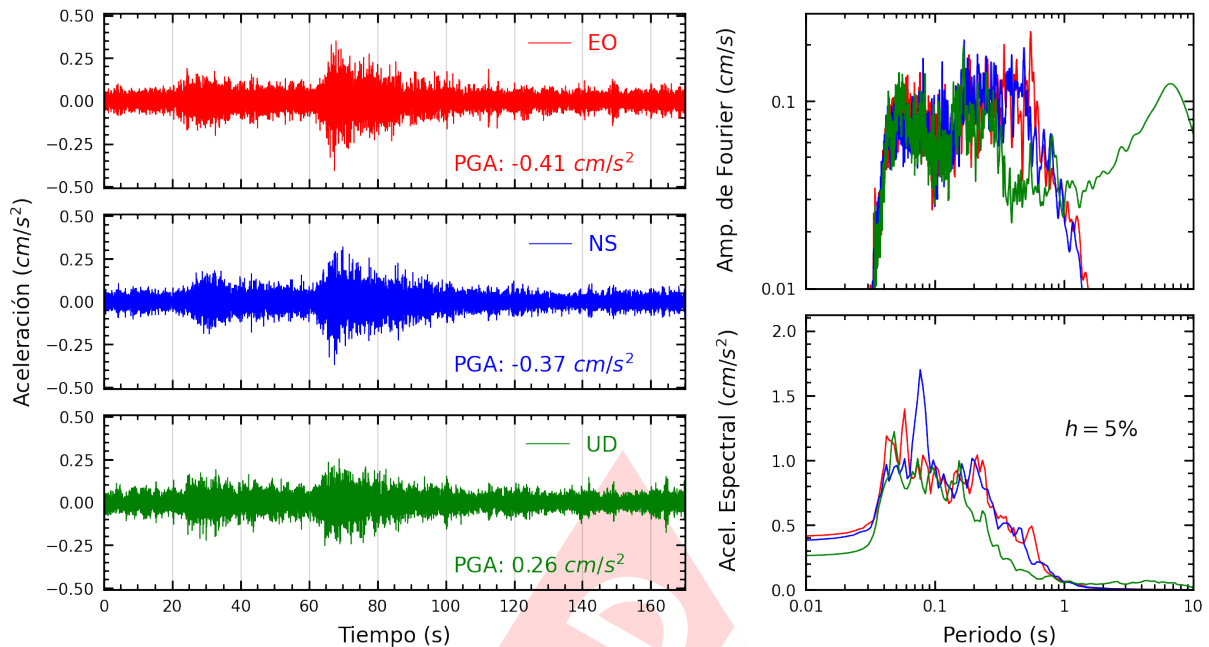 Aceleración (cm/s²)
0.50
0.25
0.00
−0.25
−0.50
EO
PGA: -0.41 cm/s²
0.50
0.25
0.00
−0.25
−0.50
NS
PGA: -0.37 cm/s²
0.50
0.25
0.00
−0.25
−0.50
UD
PGA: 0.26 cm/s²
0 20 40 60 80 100 120 140 160
Tiempo (s)
Amp. de Fourier (cm/s)
0.1
0.01
Acel. Espectral (cm/s²)
2.0
1.5
1.0
0.5
0.0
h = 5%
0.01 0.1 1 10
Periodo (s)